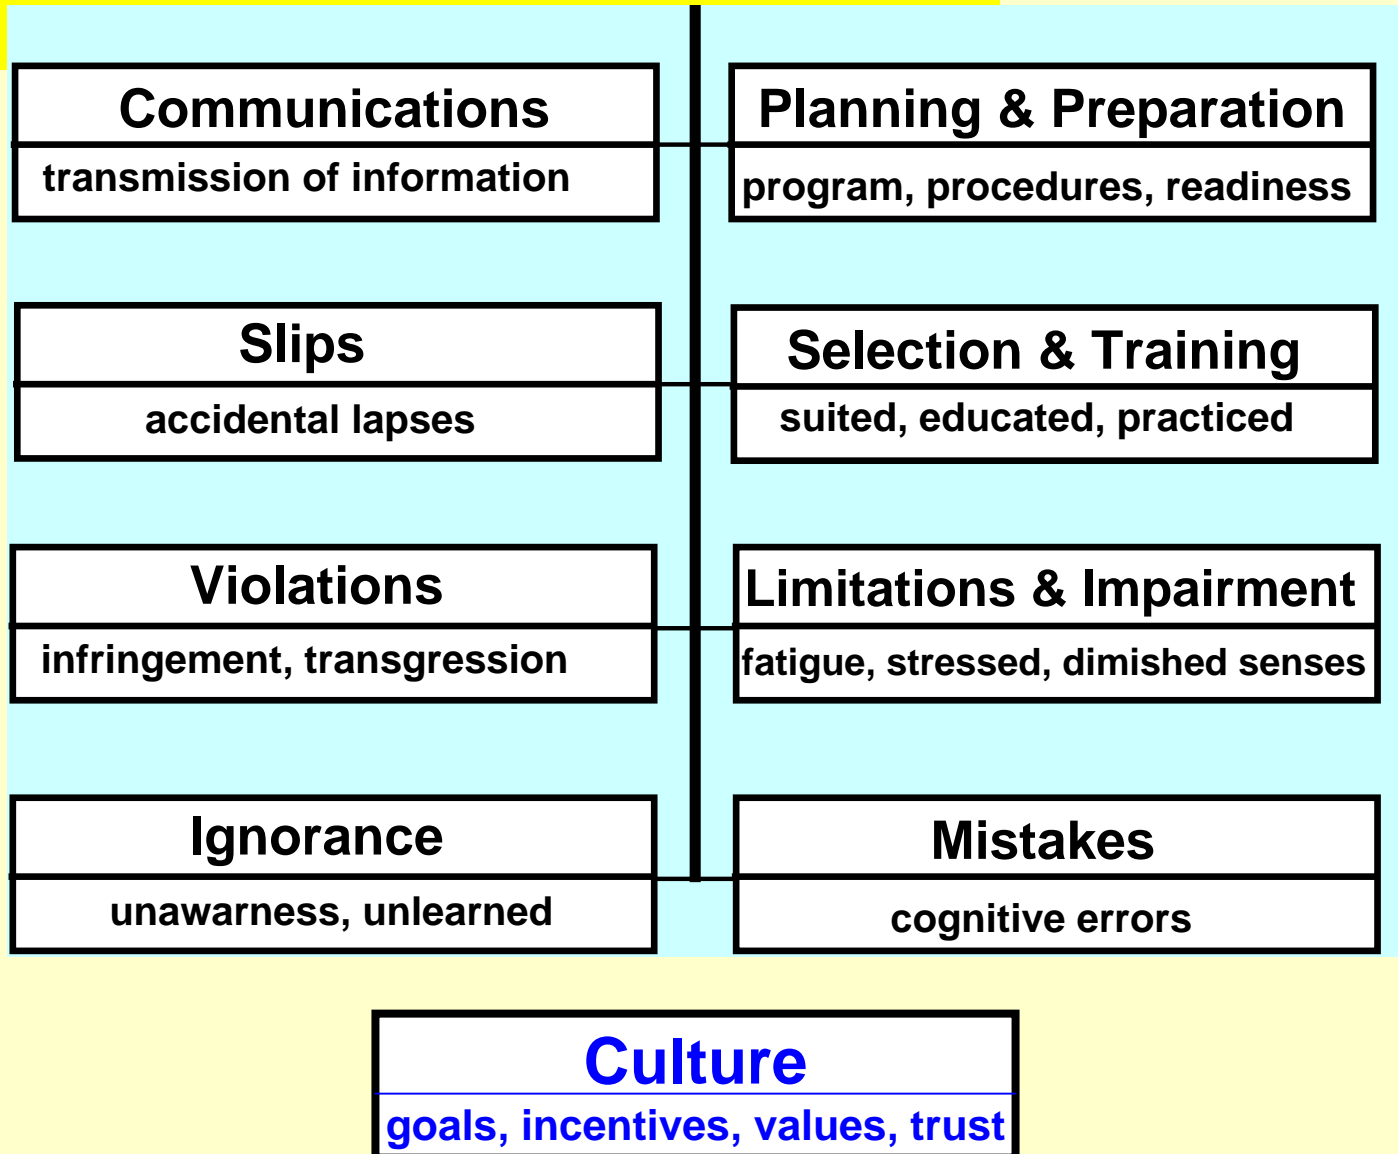 Communications
transmission of information
Planning & Preparation
program, procedures, readiness
Slips
accidental lapses
Selection & Training
suited, educated, practiced
Violations
infringement, transgression
Limitations & Impairment
fatigue, stressed, dimished senses
Ignorance
unawarness, unlearned
Mistakes
cognitive errors
Culture
goals, incentives, values, trust